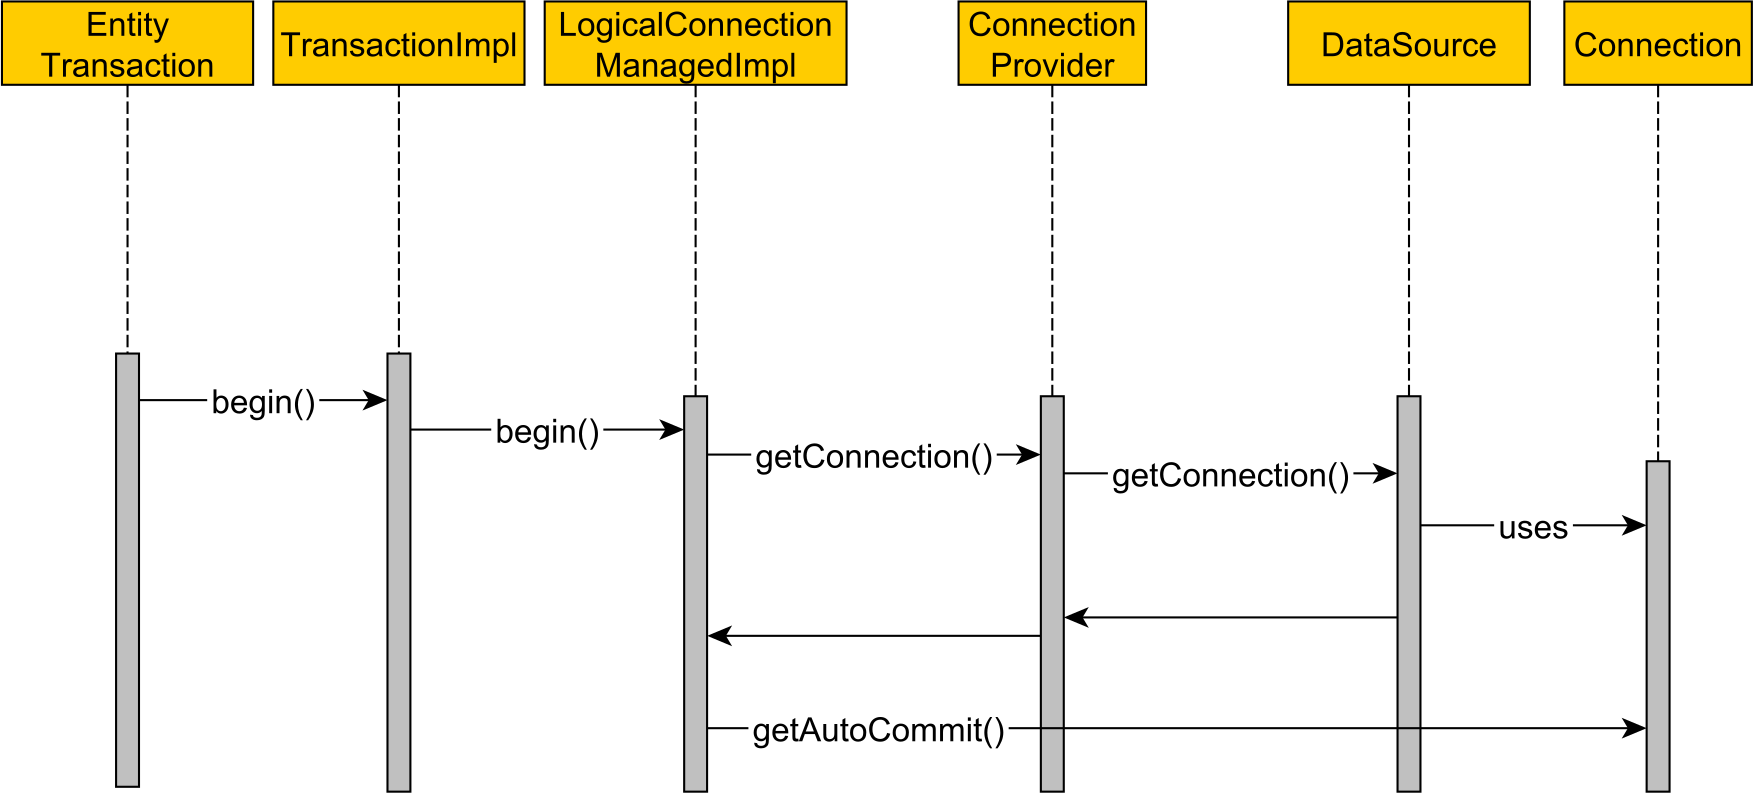 Entity
Transaction
TransactionImpl
LogicalConnection
ManagedImpl
Connection
Provider
DataSource
Connection
begin()
begin()
getConnection()
getConnection()
uses
getAutoCommit()